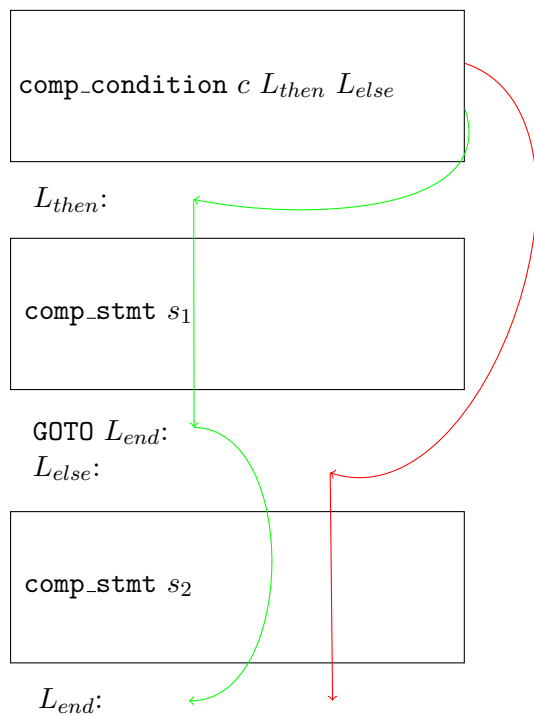 comp_condition c L_then L_else
L_then:
comp_stmt s_1
GOTO L_end:
L_else:
comp_stmt s_2
L_end: